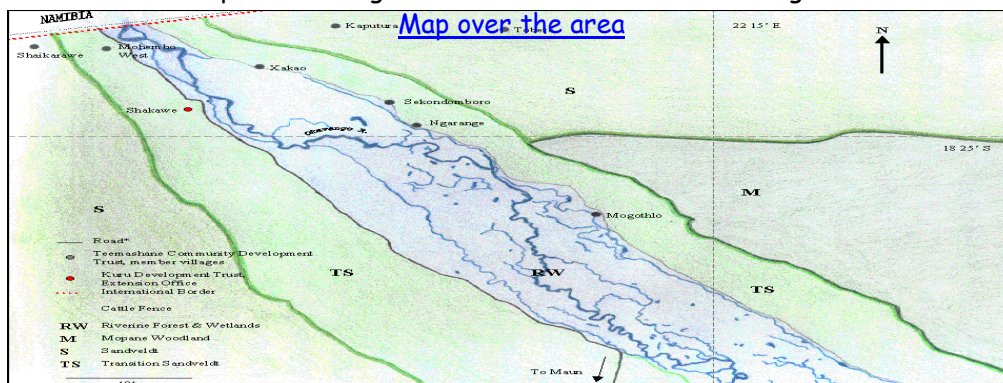 Map over the area
NAMIBIA
Kaputura
22 15' E
N
Shaikarawe
Mohembo
West
Xakao
S
Shakawe
Sekondomboro
Okavango R.
Ngarange
18 25' S
M
Mogothlo
S
Road*
Teemashane Community Development
Trust, member villages
Kuru Development Trust,
Extension Office
International Border
Cattle Fence
RW Riverine Forest & Wetlands
M Mopane Woodland
S Sandveldt
TS Transition Sandveldt
TS
RW
TS
To Maun